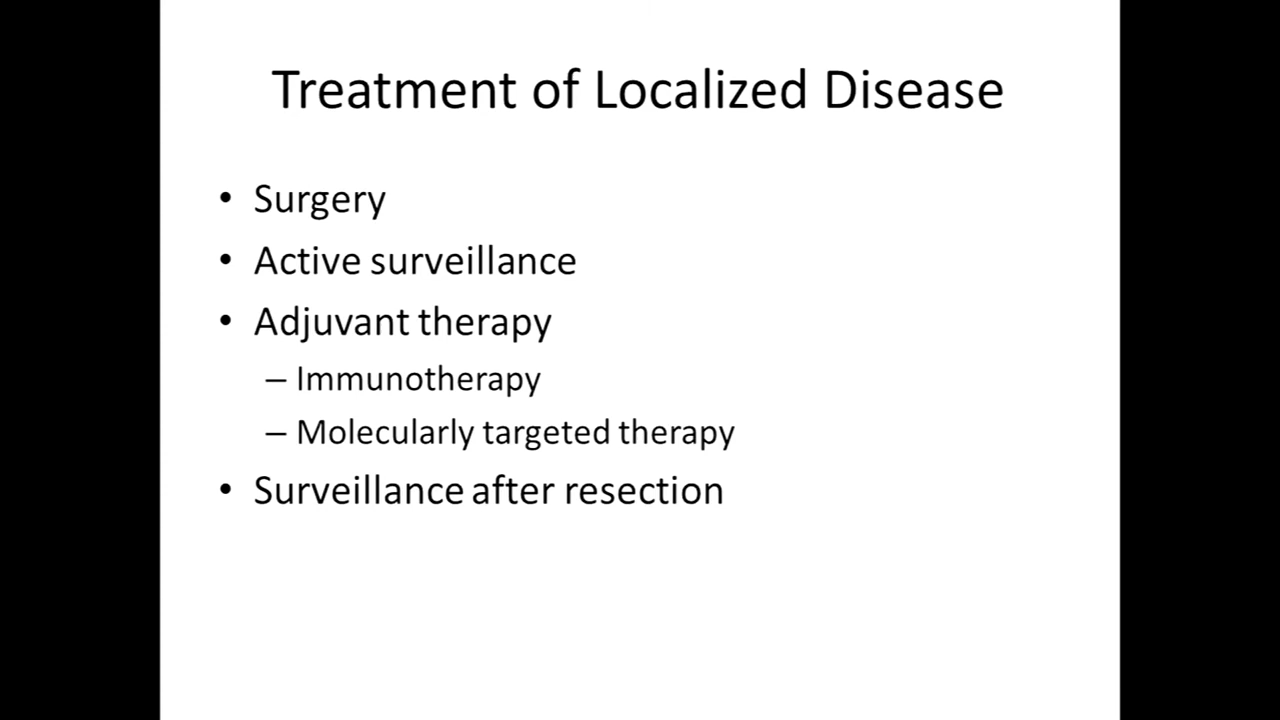 Treatment of Localized Disease
• Surgery
• Active surveillance
• Adjuvant therapy
– Immunotherapy
– Molecularly targeted therapy
• Surveillance after resection